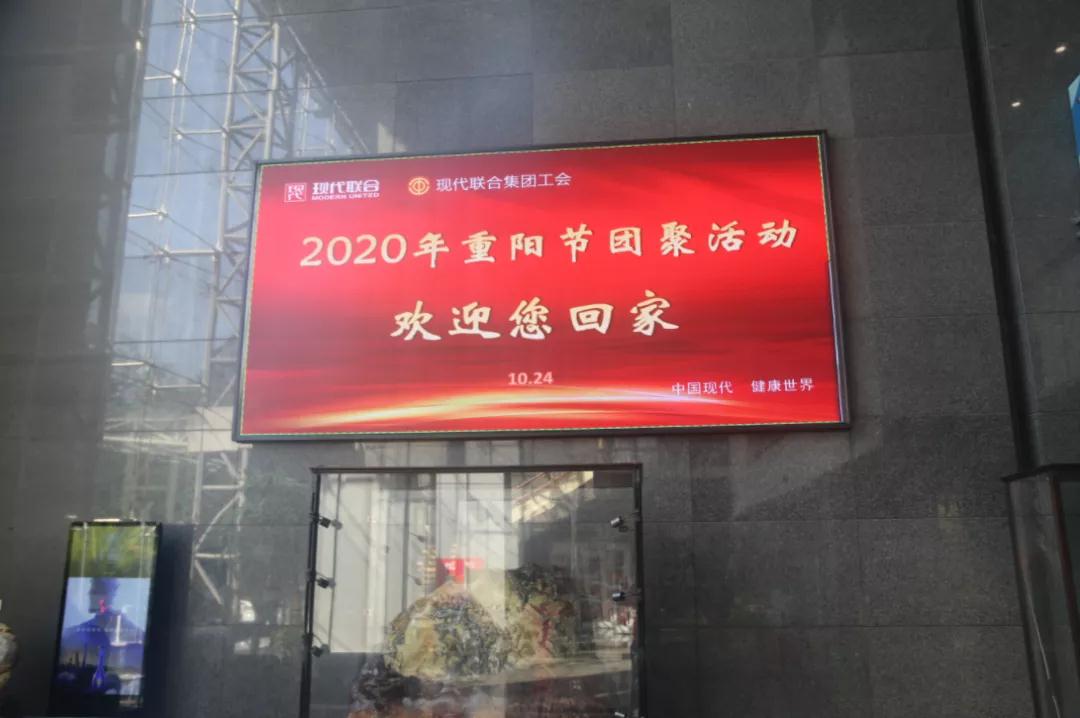 现代 现代联合 现代联合集团工会
MODERN UNITED
2020年重阳节团聚活动
欢迎您回家
10.24
中国现代 健康世界